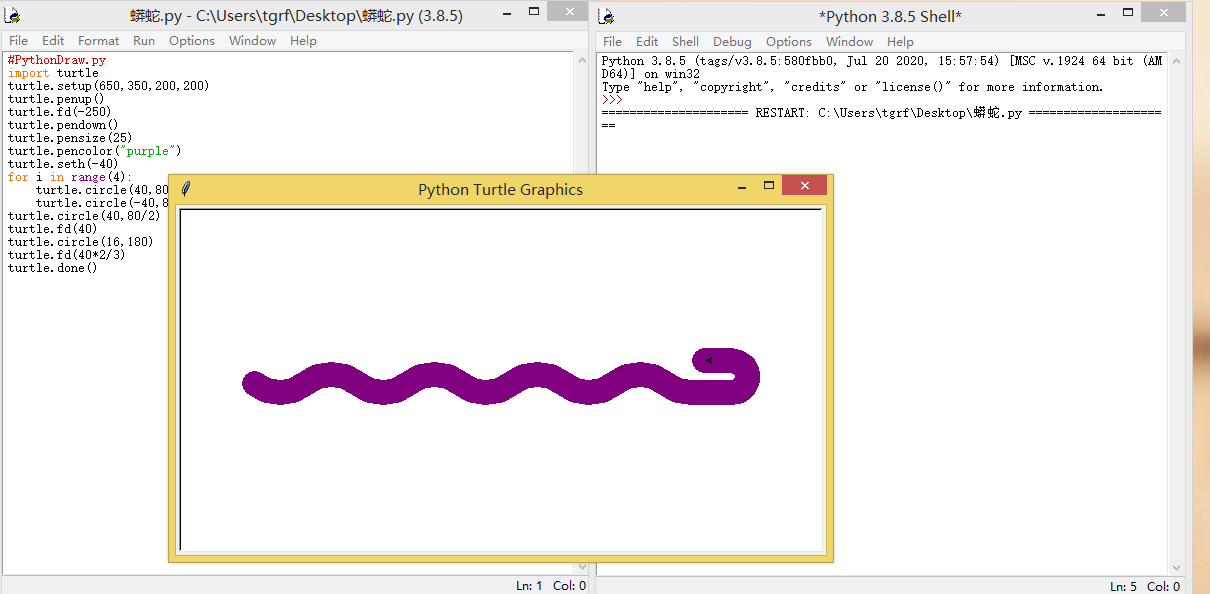 蟒蛇.py - C:\Users\tgrf\Desktop\蟒蛇.py (3.8.5)
File Edit Format Run Options Window Help
#PythonDraw.py
import turtle
turtle.setup(650,350,200,200)
turtle.penup()
turtle.fd(-250)
turtle.pendown()
turtle.pensize(25)
turtle.pencolor("purple")
turtle.seth(-40)
for i in range(4):
    turtle.circle(40,80
    turtle.circle(-40,8
turtle.circle(40,80/2)
turtle.fd(40)
turtle.circle(16,180)
turtle.fd(40*2/3)
turtle.done()
Ln: 1 Col: 0
*Python 3.8.5 Shell*
File Edit Shell Debug Options Window Help
Python 3.8.5 (tags/v3.8.5:580fbb0, Jul 20 2020, 15:57:54) [MSC v.1924 64 bit (AM
D64)] on win32
Type "help", "copyright", "credits" or "license()" for more information.
>>>
===================== RESTART: C:\Users\tgrf\Desktop\蟒蛇.py ===================
==
Ln: 5 Col: 0
Python Turtle Graphics